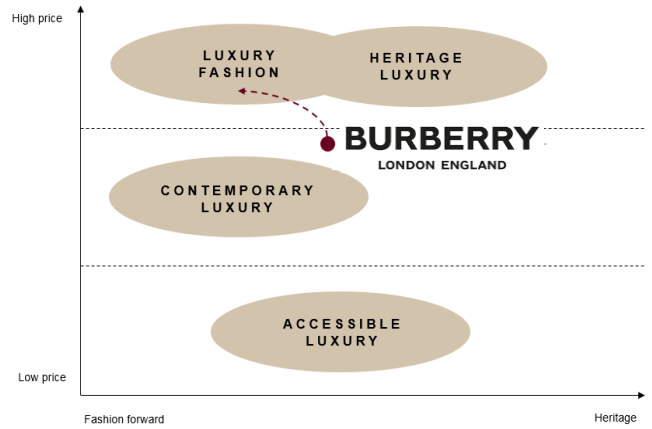 High price
LUXURY
FASHION
HERITAGE
LUXURY
BURBERRY
LONDON ENGLAND
CONTEMPORARY
LUXURY
ACCESSIBLE
LUXURY
Low price
Fashion forward
Heritage